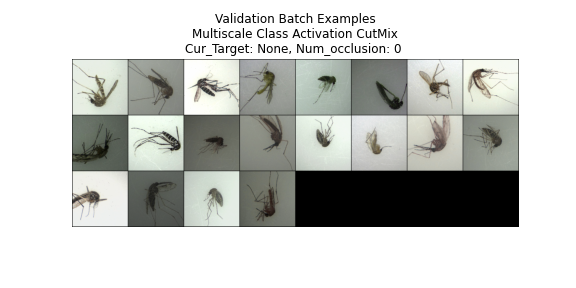 Validation Batch Examples
Multiscale Class Activation CutMix
Cur_Target: None, Num_occlusion: 0